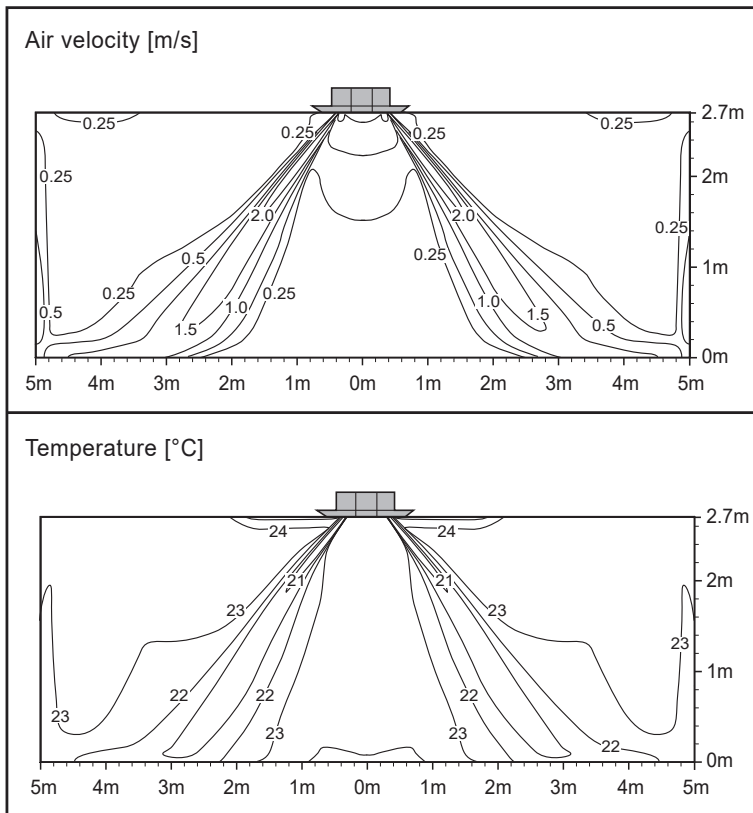 Air velocity [m/s]
0.25 0.25 0.25 0.25 2.7m
0.25 2m
2.0 2.0
0.5 0.25 0.25
0.25 0.25 1m
0.5 1.5 1.0 1.0 1.5 0.5
0m
5m 4m 3m 2m 1m 0m 1m 2m 3m 4m 5m
Temperature [°C]
24 24 2.7m
21 21 2m
23 23
23 1m
23 22 22 22 22
23 23 0m
5m 4m 3m 2m 1m 0m 1m 2m 3m 4m 5m